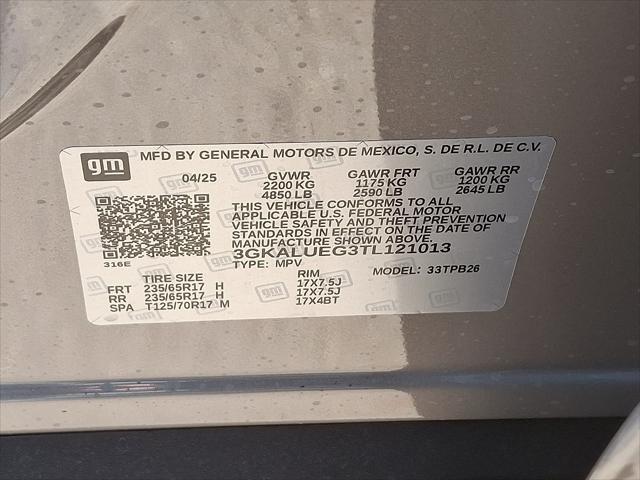 gm MFD BY GENERAL MOTORS DE MEXICO, S. DE R.L. DE C.V.
04/25 GVWR GAWR FRT GAWR RR
2200 KG 1175 KG 1200 KG
4850 LB 2590 LB 2645 LB
THIS VEHICLE CONFORMS TO ALL
APPLICABLE U.S. FEDERAL MOTOR
VEHICLE SAFETY AND THEFT PREVENTION
STANDARDS IN EFFECT ON THE DATE OF
MANUFACTURE SHOWN ABOVE.
3GKALUEG3TL121013
316E TYPE: MPV MODEL: 33TPB26
TIRE SIZE RIM
FRT 235/65R17 H 17X7.5J
RR 235/65R17 H 17X7.5J
SPA T125/70R17 M 17X4BT